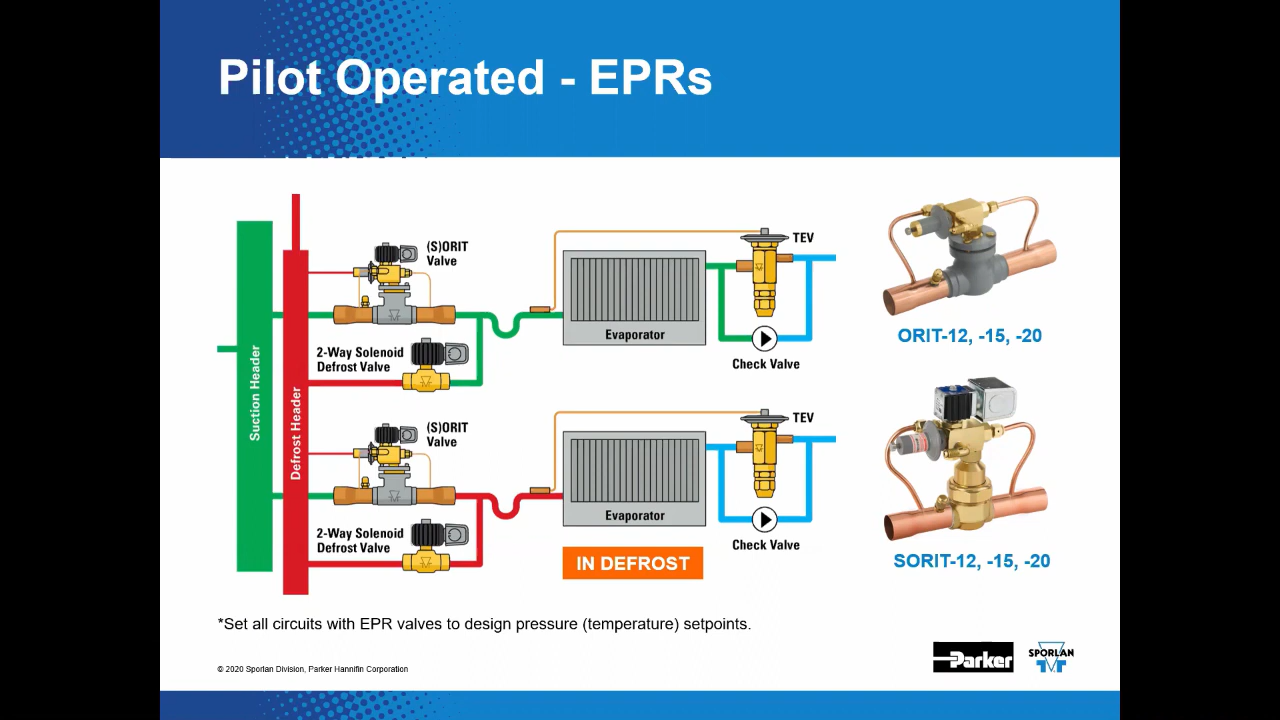 Pilot Operated - EPRs
(S)ORIT
Valve
TEV
Evaporator
2-Way Solenoid
Defrost Valve
Check Valve
Suction Header
Defrost Header
(S)ORIT
Valve
TEV
Evaporator
2-Way Solenoid
Defrost Valve
Check Valve
IN DEFROST
ORIT-12, -15, -20
SORIT-12, -15, -20
*Set all circuits with EPR valves to design pressure (temperature) setpoints.
© 2020 Sporlan Division, Parker Hannifin Corporation
Parker
SPORLAN